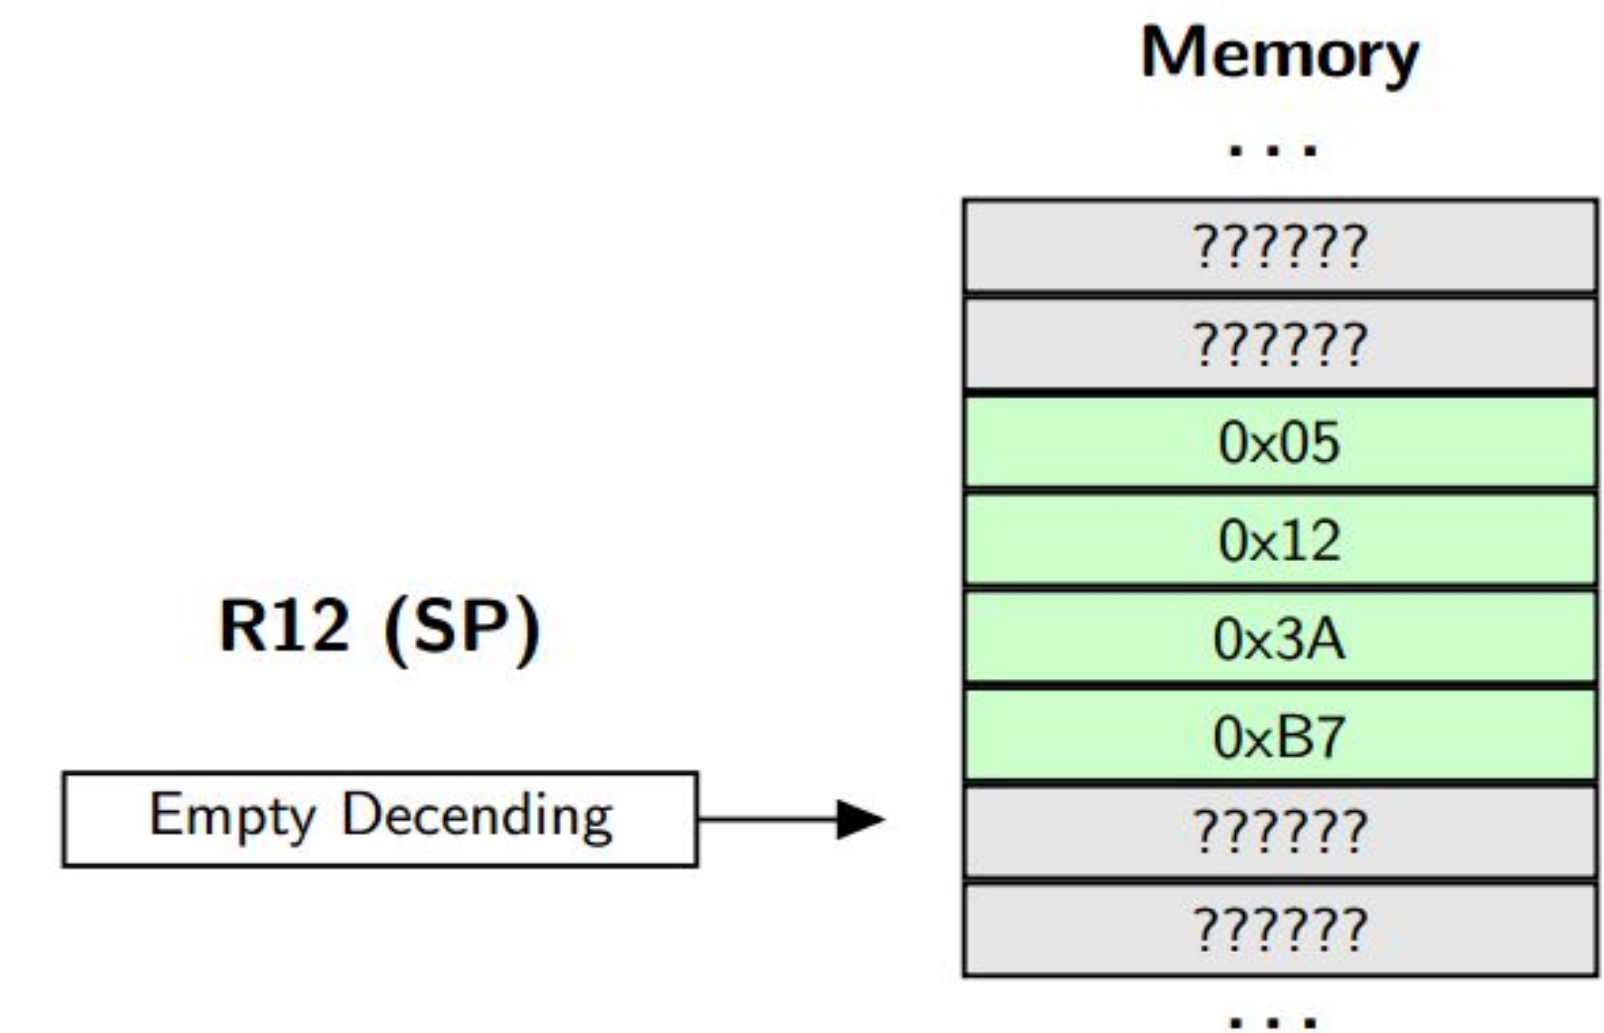 Memory
. . .
??????
??????
0x05
0x12
0x3A
R12 (SP)
0xB7
Empty Decending
??????
??????
. . .